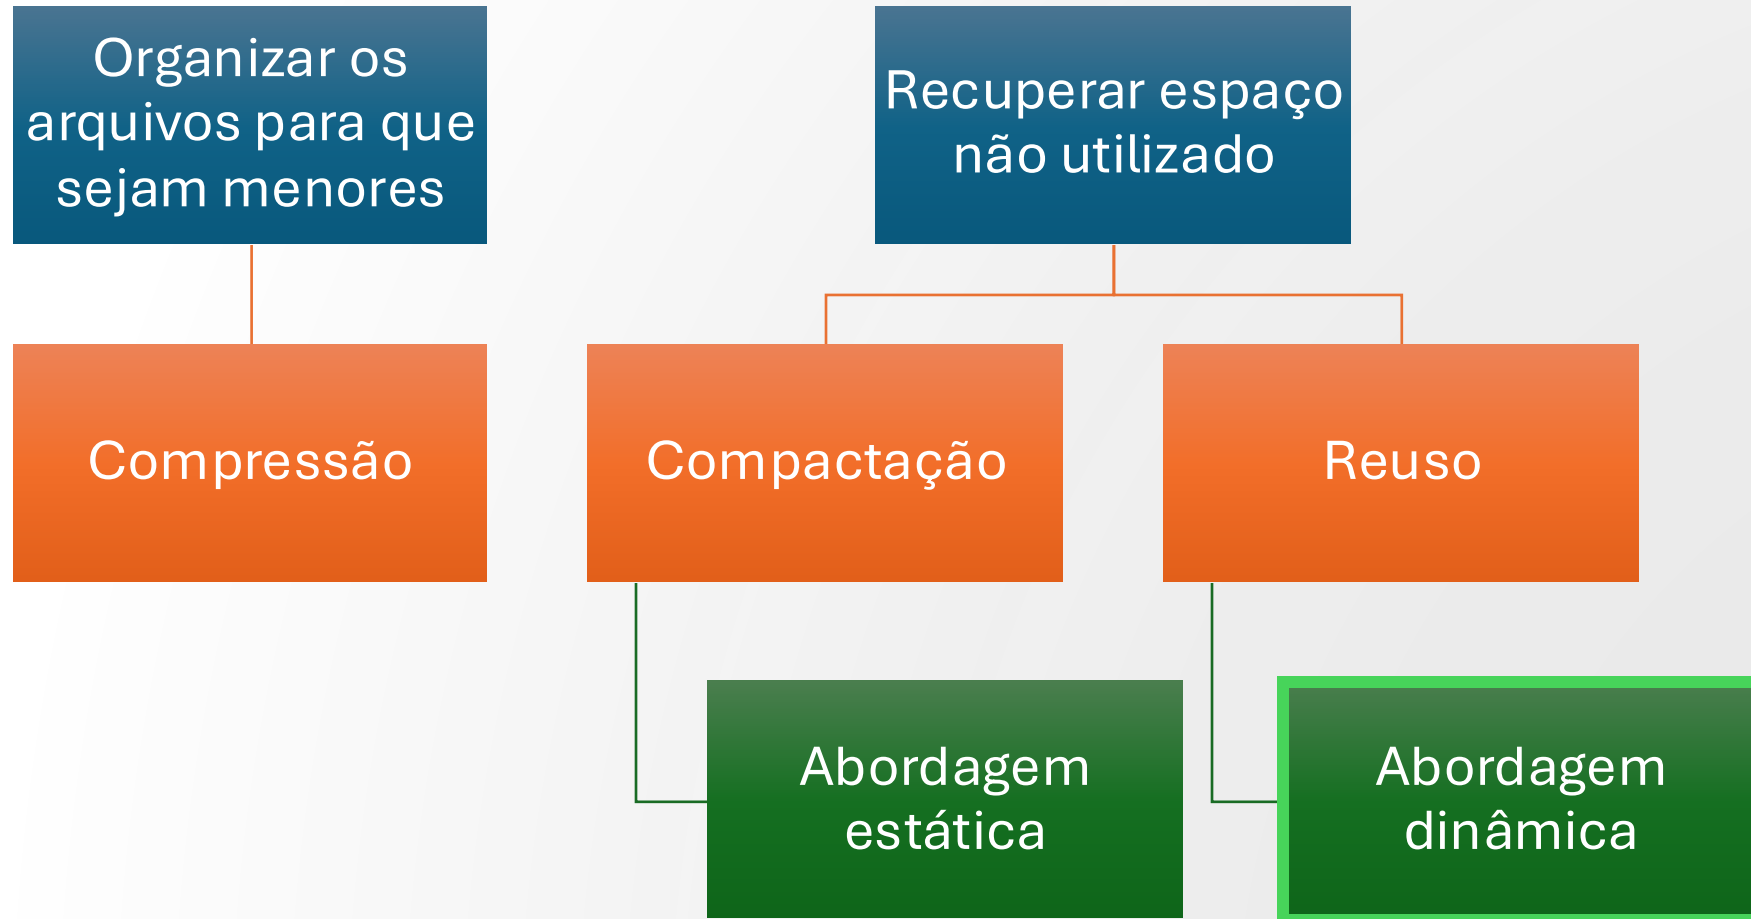 Organizar os
arquivos para que
sejam menores
Recuperar espaço
não utilizado
Compressão
Compactação
Reuso
Abordagem
estática
Abordagem
dinâmica